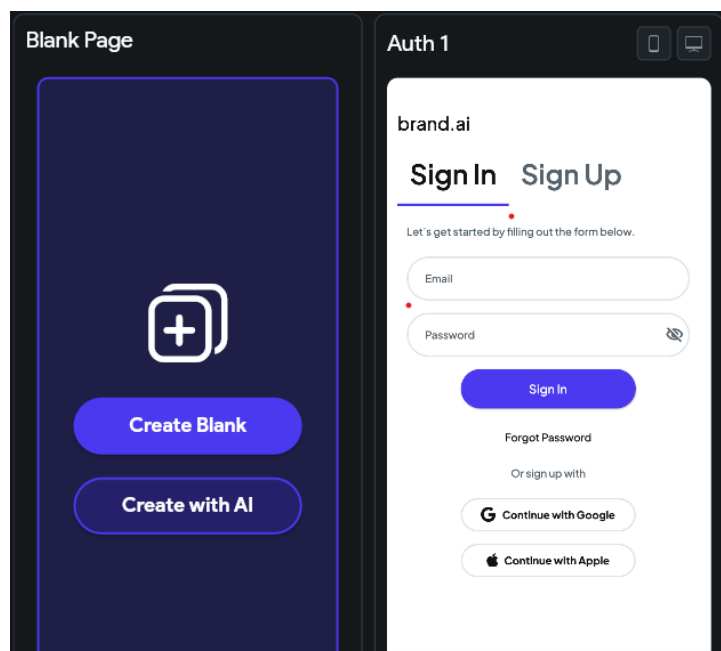 Blank Page
Create Blank
Create with AI
Auth 1
brand.ai
Sign In Sign Up
Let's get started by filling out the form below.
Email
Password
Sign In
Forgot Password
Or sign up with
Continue with Google
Continue with Apple